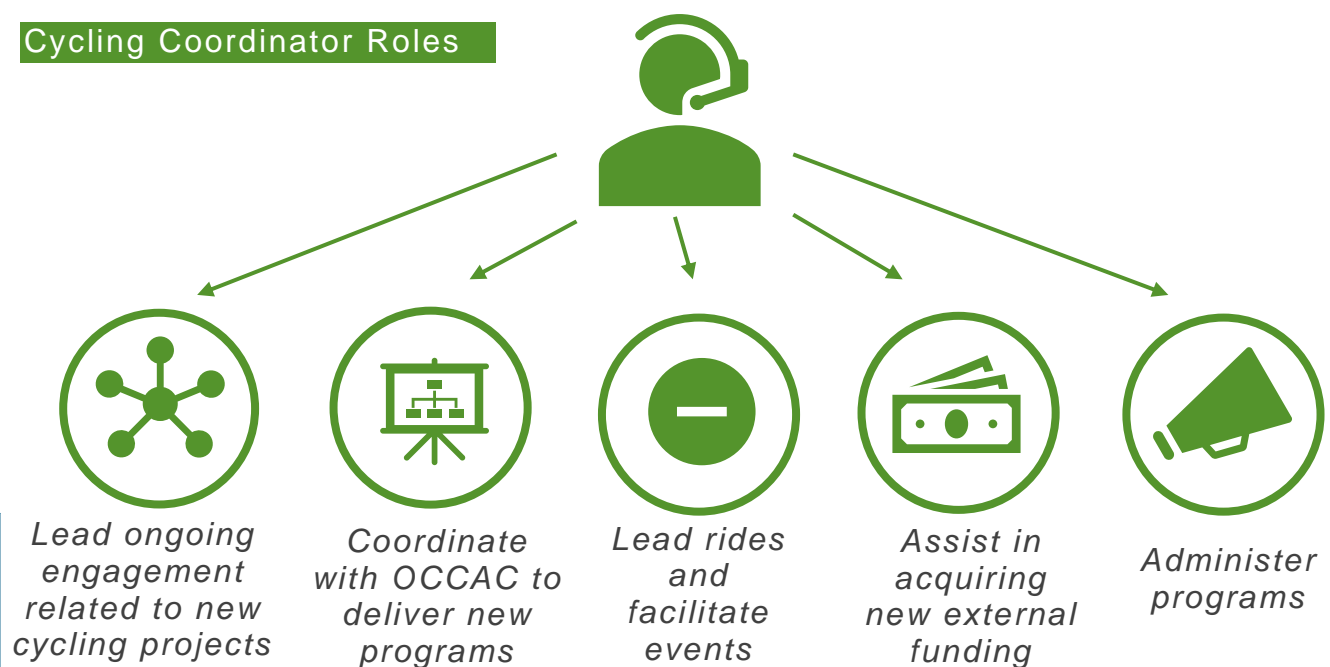 Cycling Coordinator Roles
Lead ongoing
engagement
related to new
cycling projects
Coordinate
with OCCAC to
deliver new
programs
Lead rides
and
facilitate
events
Assist in
acquiring
new external
funding
Administer
programs